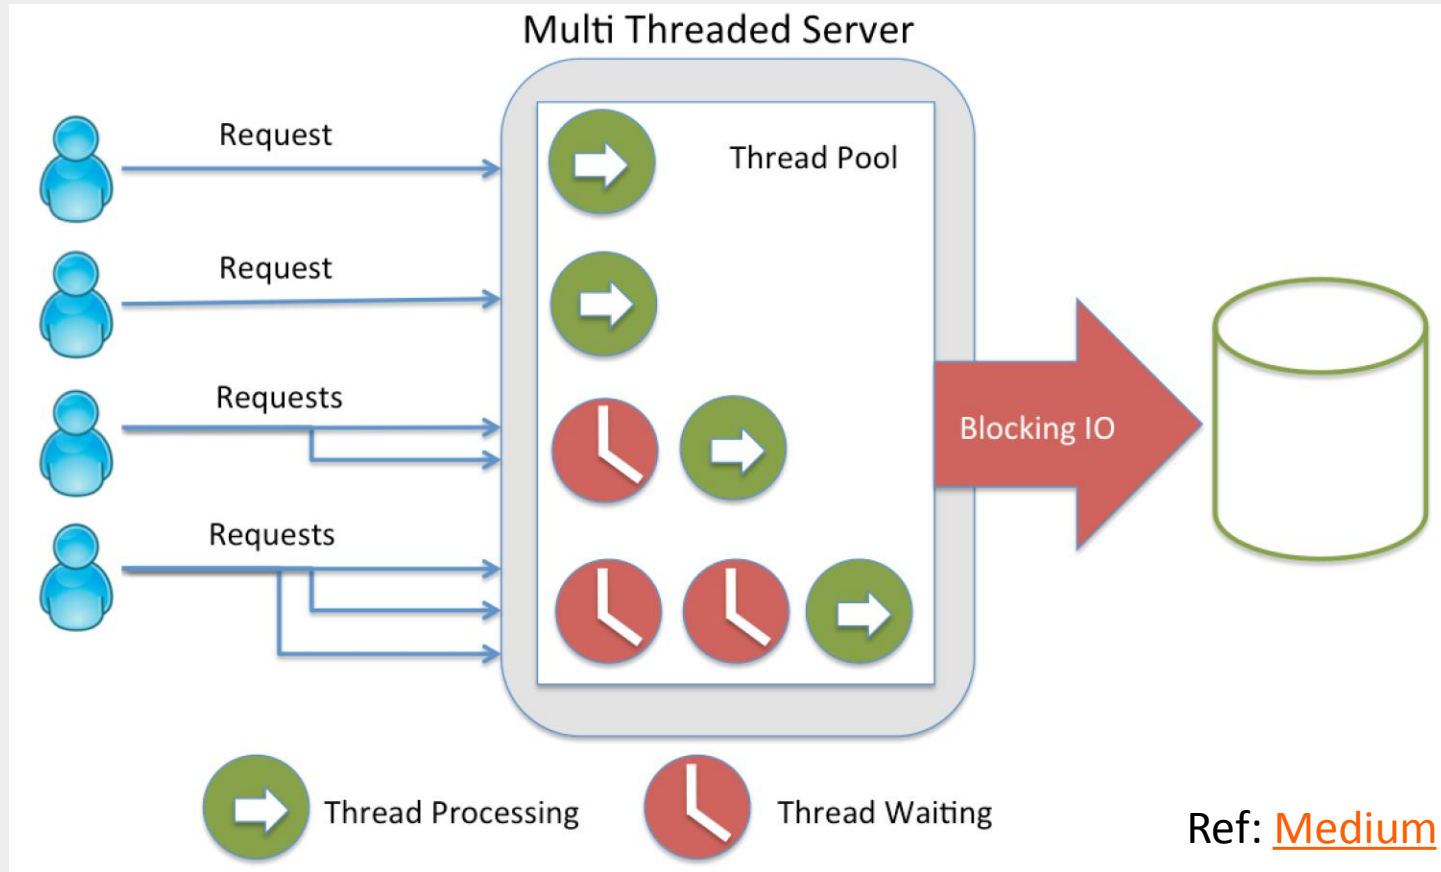 Multi Threaded Server
Request
Thread Pool
Request
Requests
Blocking IO
Requests
Thread Processing
Thread Waiting
Ref: Medium